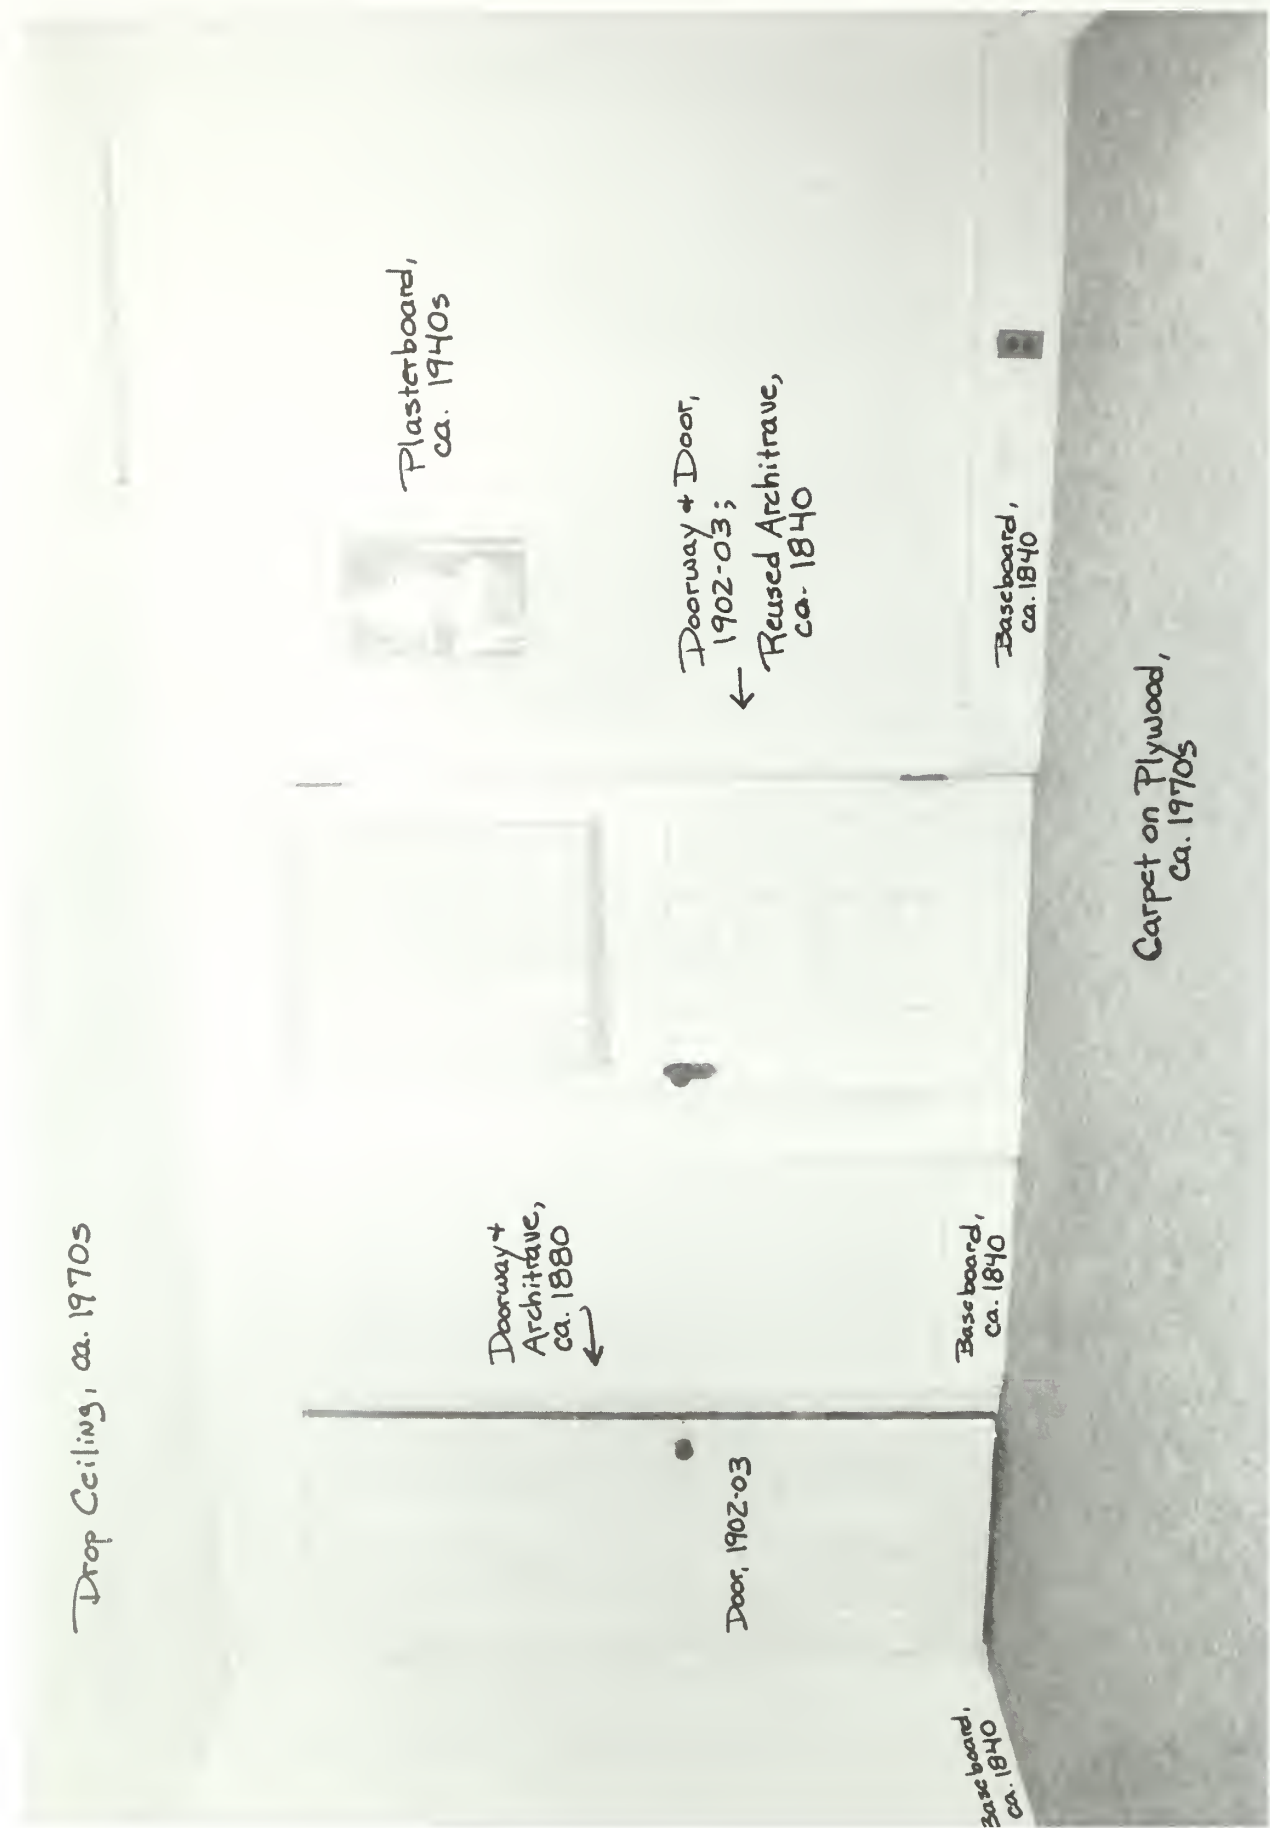 Drop Ceiling, ca. 1970s
Plasterboard,
ca. 1940s
Doorway +
Architrave,
ca. 1880
Doorway + Door,
1902-03;
Reused Architrave,
ca. 1840
Door, 1902-03
Baseboard,
ca. 1840
Baseboard,
ca. 1840
Baseboard,
ca. 1840
Carpet on Plywood,
ca. 1970s